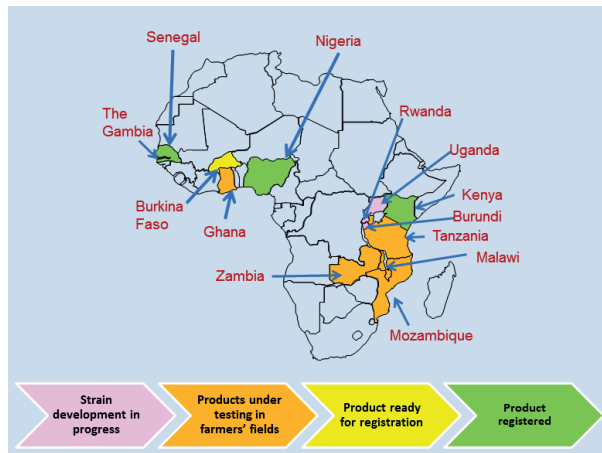 Senegal
Nigeria
The
Gambia
Rwanda
Uganda
Kenya
Burundi
Tanzania
Malawi
Burkina
Faso
Ghana
Zambia
Mozambique
Strain
development in
progress
Products under
testing in
farmers’ fields
Product ready
for registration
Product
registered